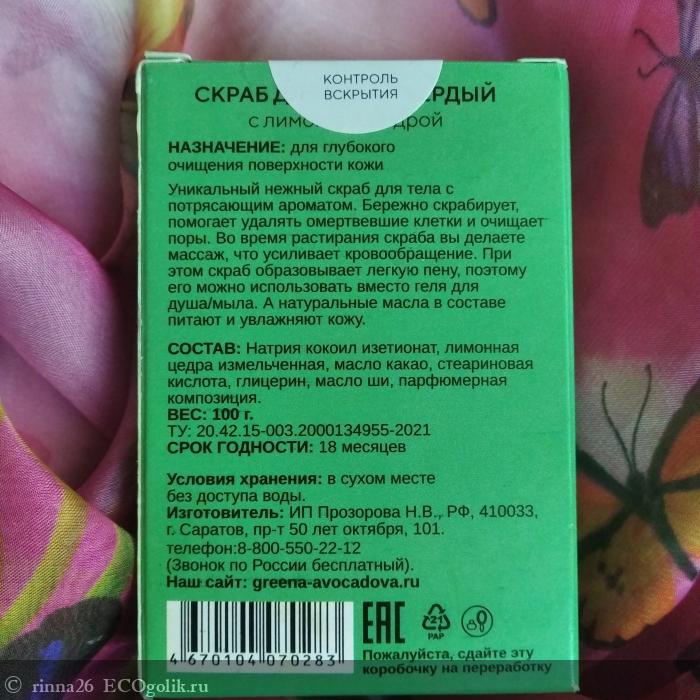 КОНТРОЛЬ
ВСКРЫТИЯ
СКРАБ
С
НАЗНАЧЕНИЕ: для глубокого
очищения поверхности кожи
Уникальный нежный скраб для тела с
потрясающим ароматом. Бережно скрабирует,
помогает удалять омертвевшие клетки и очищает
поры. Во время растирания скраба вы делаете
массаж, что усиливает кровообращение. При
этом скраб образовывает легкую пену, поэтому
его можно использовать вместо геля для
душа/мыла. А натуральные масла в составе
питают и увлажняют кожу.
СОСТАВ: Натрия кокоил изетионат, лимонная
цедра измельченная, масло какао, стеариновая
кислота, глицерин, масло ши, парфюмерная
композиция.
ВЕС: 100 г.
ТУ: 20.42.15-003.2000134955-2021
СРОК ГОДНОСТИ: 18 месяцев
Условия хранения: в сухом месте
без доступа воды.
Изготовитель: ИП Прозорова Н.В., РФ, 410033,
г. Саратов, пр-т 50 лет октября, 101.
телефон:8-800-550-22-12
(Звонок по России бесплатный).
Наш сайт: greena-avocadova.ru
EAC
21
PAP
4 670104 070283
Пожалуйста, сдайте эту
коробочку на переработку
© rinna26 ECOgolik.ru